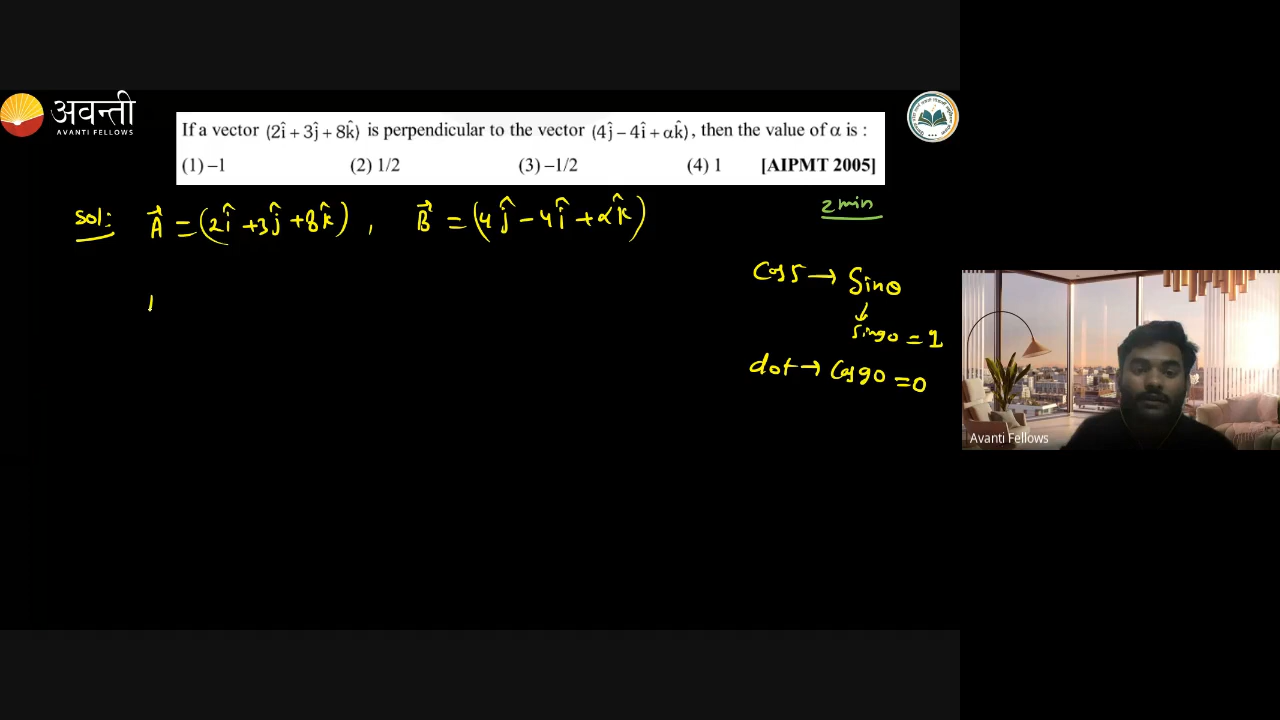 अवन्ती
AVANTI FELLOWS
If a vector (2î + 3ĵ + 8k̂) is perpendicular to the vector (4ĵ – 4î + αk̂), then the value of α is :
(1) –1 (2) 1/2 (3) –1/2 (4) 1 [AIPMT 2005]
2 min
Sol: A⃗ = (2î + 3ĵ + 8k̂) , B⃗ = (4ĵ – 4î + αk̂)
→ Sinθ
↓
Sin90 = 1
dot → Cos90 = 0
Avanti Fellows